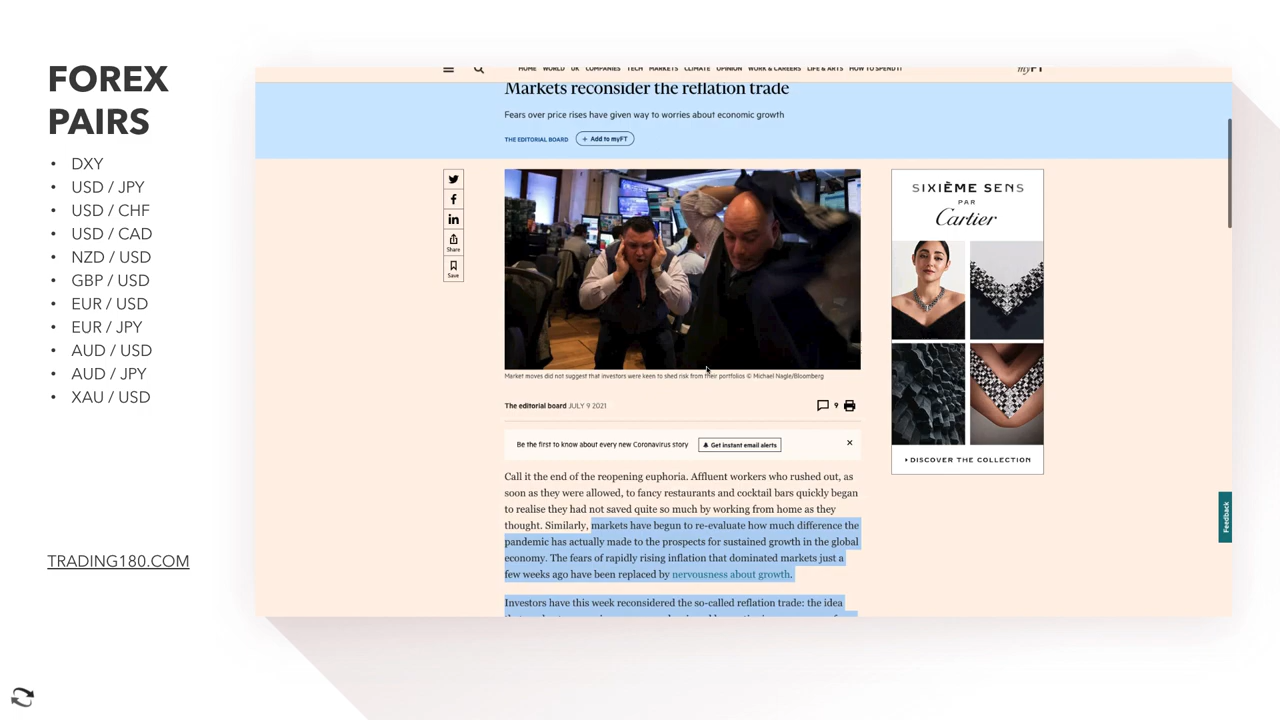 FOREX
PAIRS
• DXY
• USD / JPY
• USD / CHF
• USD / CAD
• NZD / USD
• GBP / USD
• EUR / USD
• EUR / JPY
• AUD / USD
• AUD / JPY
• XAU / USD
TRADING180.COM
HOME WORLD UK COMPANIES TECH MARKETS CLIMATE OPINION WORK & CAREERS LIFE & ARTS HOW TO SPEND IT
myFT
Markets reconsider the reflation trade
Fears over price rises have given way to worries about economic growth
THE EDITORIAL BOARD + Add to myFT
Share
Save
Market moves did not suggest that investors were keen to shed risk from their portfolios © Michael Nagle/Bloomberg
The editorial board JULY 9 2021
9
Be the first to know about every new Coronavirus story Get instant email alerts ×
Call it the end of the reopening euphoria. Affluent workers who rushed out, as
soon as they were allowed, to fancy restaurants and cocktail bars quickly began
to realise they had not saved quite so much by working from home as they
thought. Similarly, markets have begun to re-evaluate how much difference the
pandemic has actually made to the prospects for sustained growth in the global
economy. The fears of rapidly rising inflation that dominated markets just a
few weeks ago have been replaced by nervousness about growth.
Investors have this week reconsidered the so-called reflation trade: the idea
SIXIÈME SENS
PAR
Cartier
DISCOVER THE COLLECTION
Feedback